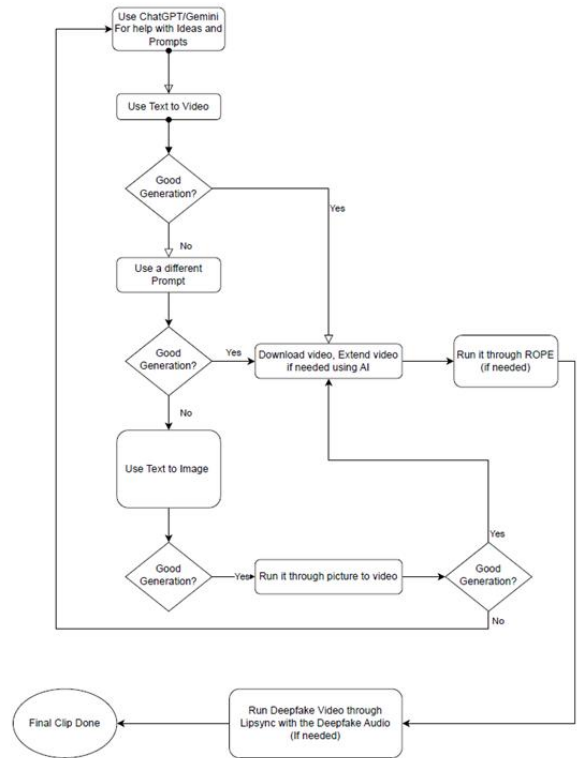 Use ChatGPT/Gemini
For help with Ideas and
Prompts
Use Text to Video
Good
Generation?
Yes
No
Use a different
Prompt
Good
Generation?
Yes
Download video, Extend video
if needed using AI
Run it through ROPE
(if needed)
No
Use Text to Image
Good
Generation?
Yes
Run it through picture to video
Good
Generation?
Yes
No
Run Deepfake Video through
Lipsync with the Deepfake Audio
(If needed)
Final Clip Done